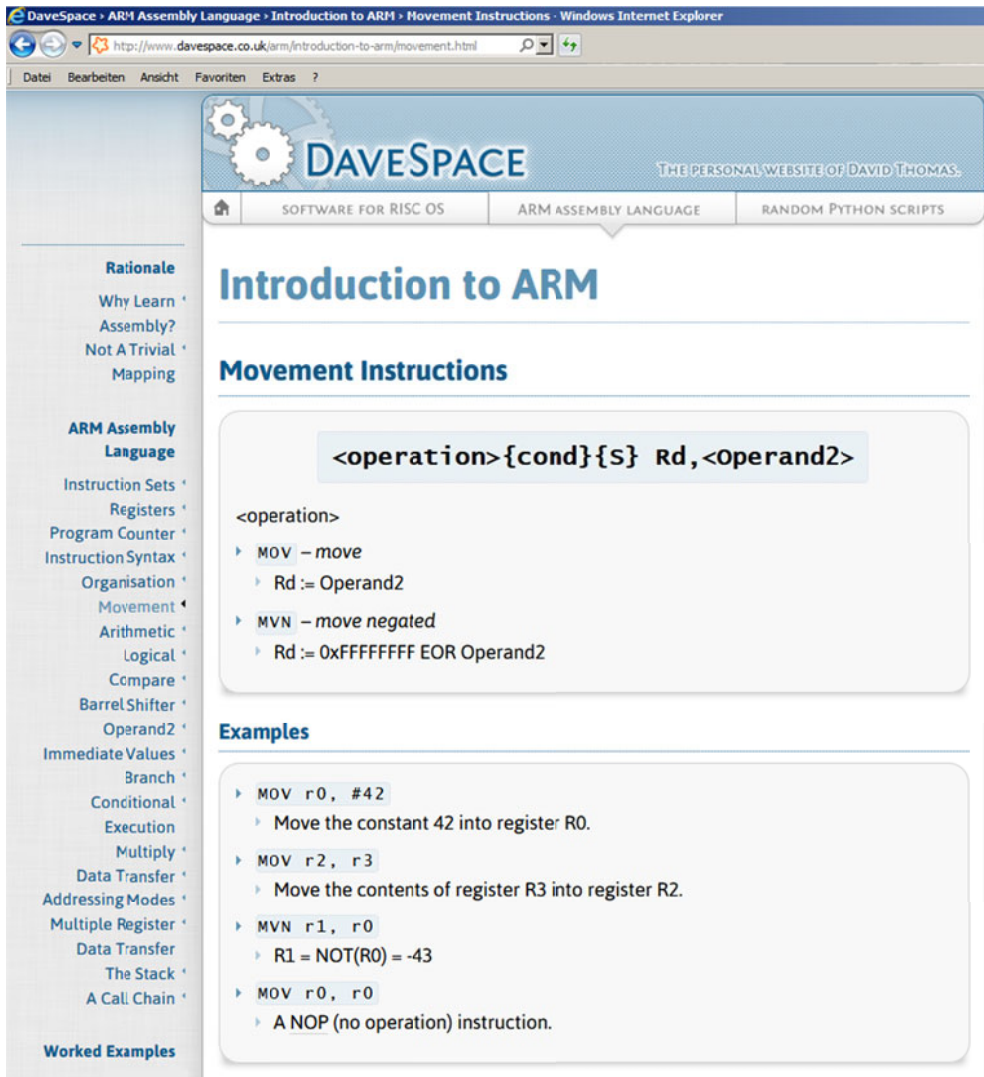 DaveSpace › ARM Assembly Language › Introduction to ARM › Movement Instructions - Windows Internet Explorer
http://www.davespace.co.uk/arm/introduction-to-arm/movement.html
Datei Bearbeiten Ansicht Favoriten Extras ?
DAVESPACE
THE PERSONAL WEBSITE OF DAVID THOMAS.
SOFTWARE FOR RISC OS
ARM ASSEMBLY LANGUAGE
RANDOM PYTHON SCRIPTS
Rationale
Why Learn
Assembly?
Not A Trivial
Mapping
ARM Assembly
Language
Instruction Sets
Registers
Program Counter
Instruction Syntax
Organisation
Movement
Arithmetic
Logical
Compare
Barrel Shifter
Operand2
Immediate Values
Branch
Conditional
Execution
Multiply
Data Transfer
Addressing Modes
Multiple Register
Data Transfer
The Stack
A Call Chain
Worked Examples
Introduction to ARM
Movement Instructions
<operation>{cond}{S} Rd,<Operand2>
<operation>
MOV – move
Rd := Operand2
MVN – move negated
Rd := 0xFFFFFFFF EOR Operand2
Examples
MOV r0, #42
Move the constant 42 into register R0.
MOV r2, r3
Move the contents of register R3 into register R2.
MVN r1, r0
R1 = NOT(R0) = -43
MOV r0, r0
A NOP (no operation) instruction.